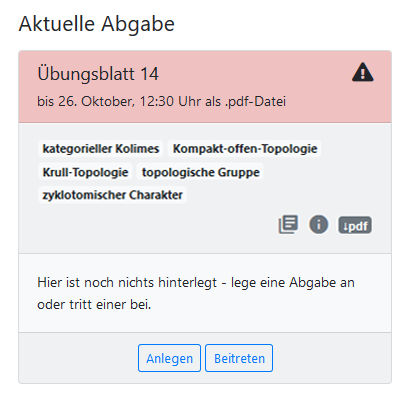 Aktuelle Abgabe
Übungsblatt 14
bis 26. Oktober, 12:30 Uhr als .pdf-Datei
kategorieller Kolimes Kompakt-offen-Topologie
Krull-Topologie topologische Gruppe
zyklotomischer Charakter
↓pdf
Hier ist noch nichts hinterlegt - lege eine Abgabe an
oder tritt einer bei.
Anlegen Beitreten